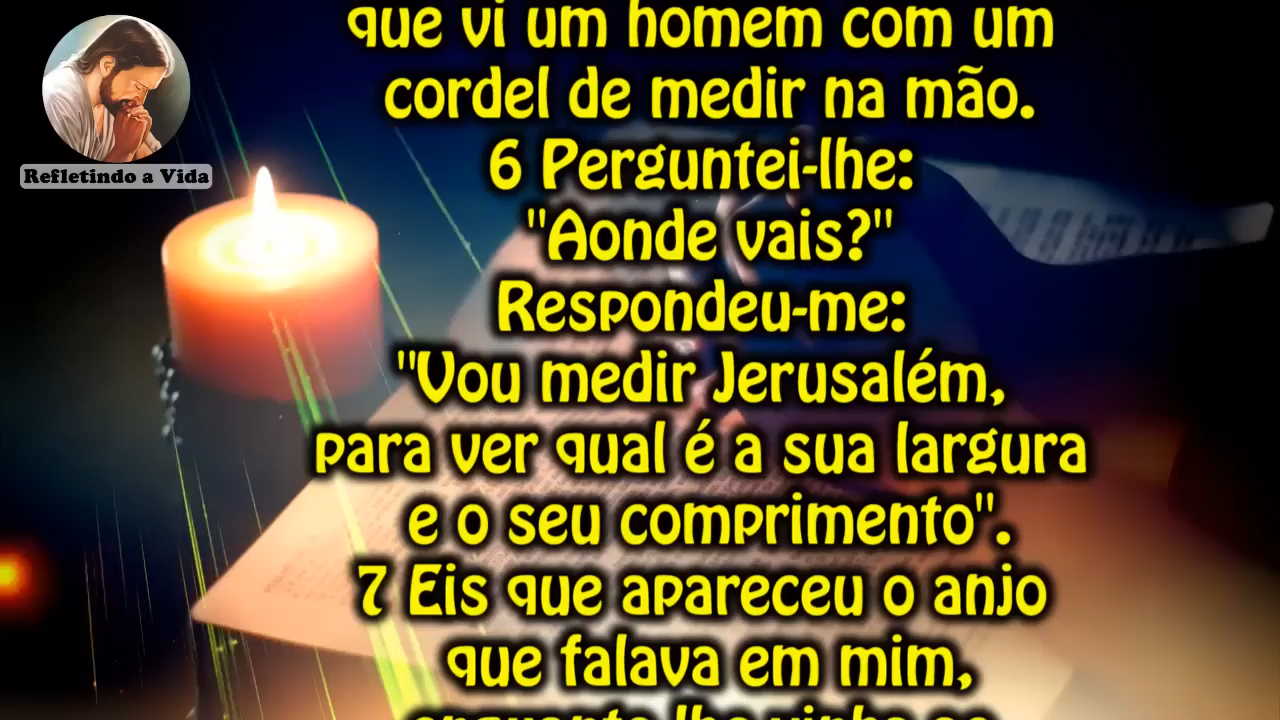 que vi um homem com um
cordel de medir na mão.
Refletindo a Vida
6 Perguntei-lhe:
"Aonde vais?"
Respondeu-me:
"Vou medir Jerusalém,
para ver qual é a sua largura
e o seu comprimento".
7 Eis que apareceu o anjo
que falava em mim,